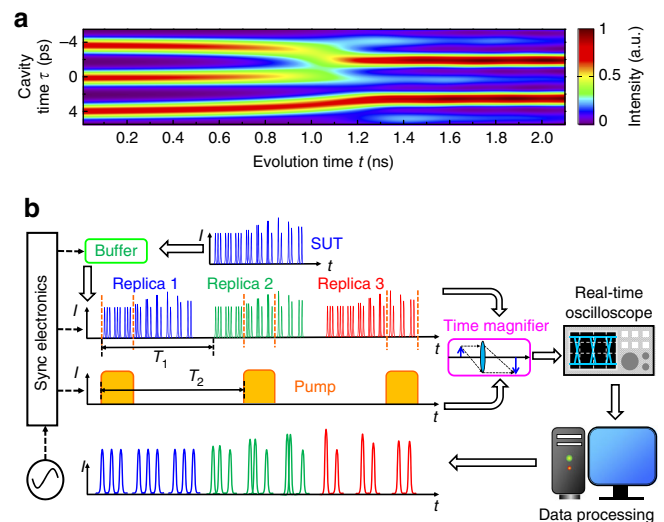 a
Cavity
time τ (ps)
-4
0
4
0.2 0.4 0.6 0.8 1.0 1.2 1.4 1.6 1.8 2.0
Evolution time t (ns)
1
0
Intensity (a.u.)
b
Sync electronics
Buffer
I
SUT
t
Replica 1 Replica 2 Replica 3
I
t
T1
Time magnifier
Real-time
oscilloscope
I
T2
Pump
t
I
t
Data processing